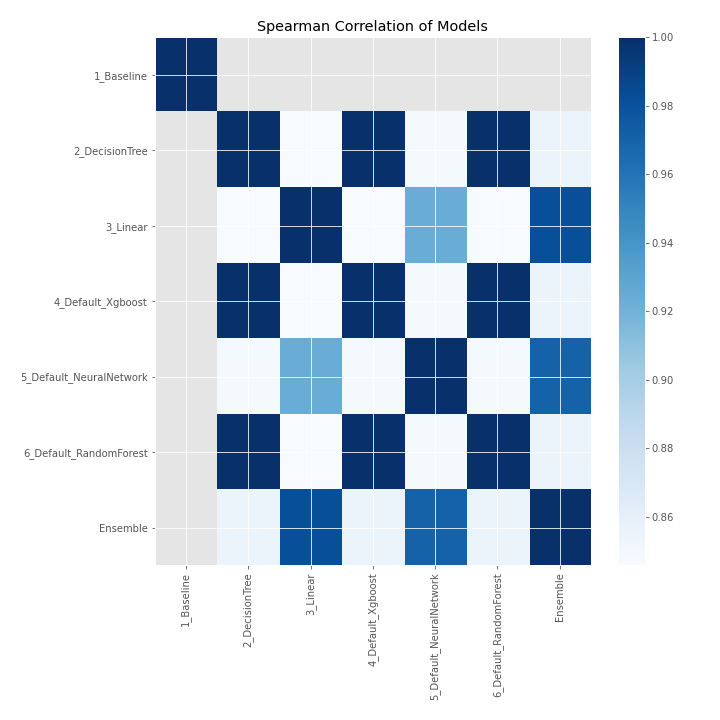 Spearman Correlation of Models
1_Baseline
2_DecisionTree
3_Linear
4_Default_Xgboost
5_Default_NeuralNetwork
6_Default_RandomForest
Ensemble
1_Baseline
2_DecisionTree
3_Linear
4_Default_Xgboost
5_Default_NeuralNetwork
6_Default_RandomForest
Ensemble
1.00
0.98
0.96
0.94
0.92
0.90
0.88
0.86